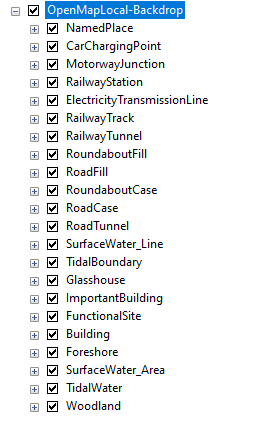 OpenMapLocal-Backdrop
NamedPlace
CarChargingPoint
MotorwayJunction
RailwayStation
ElectricityTransmissionLine
RailwayTrack
RailwayTunnel
RoundaboutFill
RoadFill
RoundaboutCase
RoadCase
RoadTunnel
SurfaceWater_Line
TidalBoundary
Glasshouse
ImportantBuilding
FunctionalSite
Building
Foreshore
SurfaceWater_Area
TidalWater
Woodland